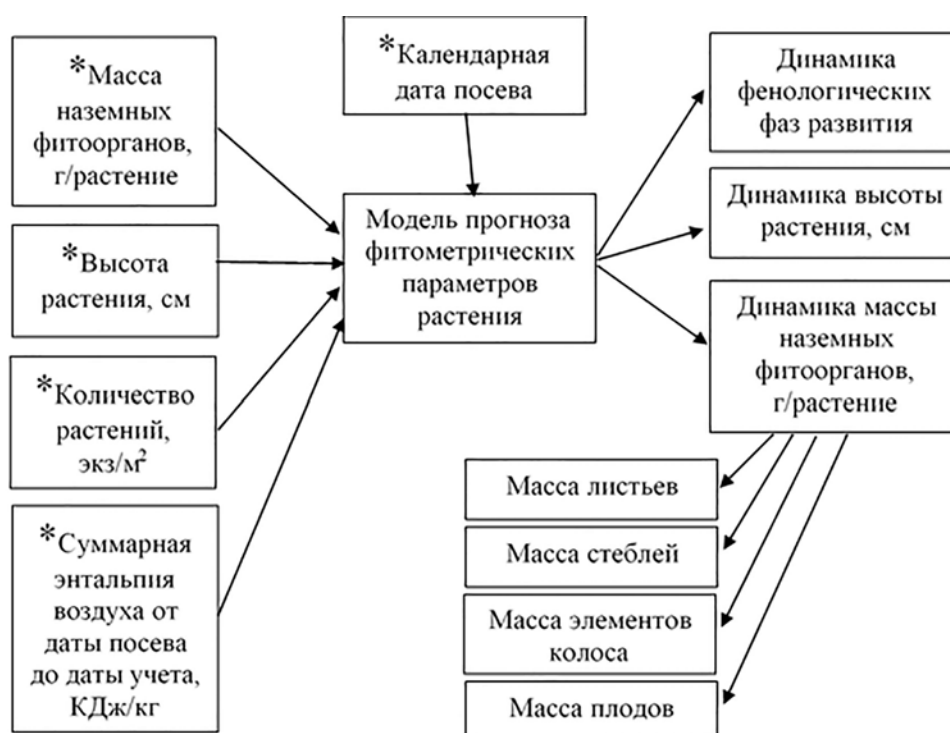 *Масса
наземных
фитоорганов,
г/растение
*Высота
растения, см
*Количество
растений,
экз/м²
*Суммарная
энтальпия
воздуха от
даты посева
до даты учета,
КДж/кг
*Календарная
дата посева
Модель прогноза
фитометрических
параметров
растения
Динамика
фенологических
фаз развития
Динамика высоты
растения, см
Динамика массы
наземных
фитоорганов,
г/растение
Масса листьев
Масса стеблей
Масса элементов
колоса
Масса плодов